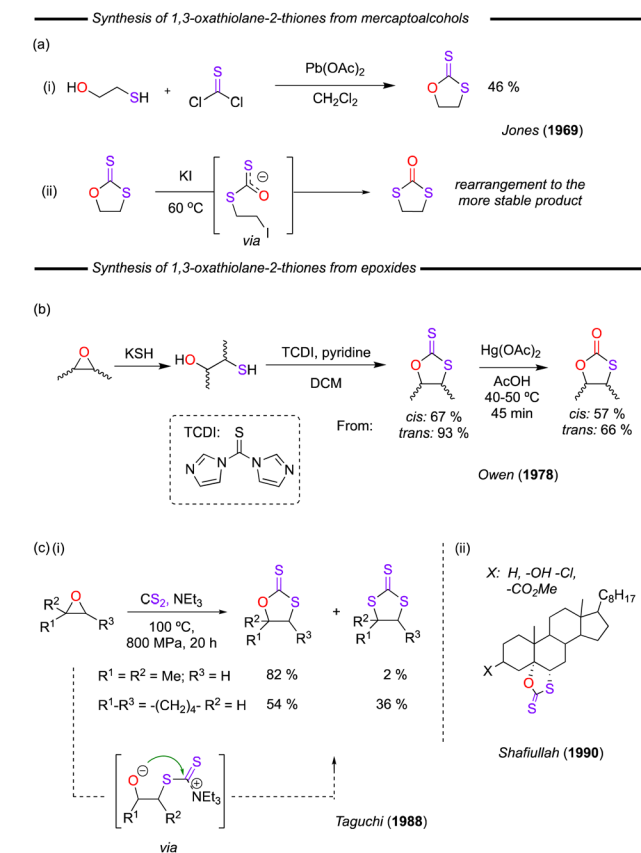 Synthesis of 1,3-oxathiolane-2-thiones from mercaptoalcohols
(a)
(i) HO SH + S Cl Cl Pb(OAc)2 CH2Cl2 S O S 46 %
Jones (1969)
(ii) S O S KI 60 ºC S ⊖ O S I via O S S rearrangement to the
more stable product
Synthesis of 1,3-oxathiolane-2-thiones from epoxides
(b)
O KSH HO SH TCDI, pyridine DCM S O S Hg(OAc)2 AcOH 40-50 ºC 45 min O O S
From: cis: 67 % trans: 93 % cis: 57 % trans: 66 %
TCDI: S N N N N
Owen (1978)
(c) (i)
R2 R1 O R3 CS2, NEt3 100 ºC, 800 MPa, 20 h S O S R2 R1 R3 + S S S R2 R1 R3
R1 = R2 = Me; R3 = H 82 % 2 %
R1-R3 = -(CH2)4- R2 = H 54 % 36 %
⊖ O S S ⊕ NEt3 R1 R2
via
Taguchi (1988)
(ii)
X: H, -OH -Cl,
-CO2Me
C8H17
X
O S
S
Shafiullah (1990)